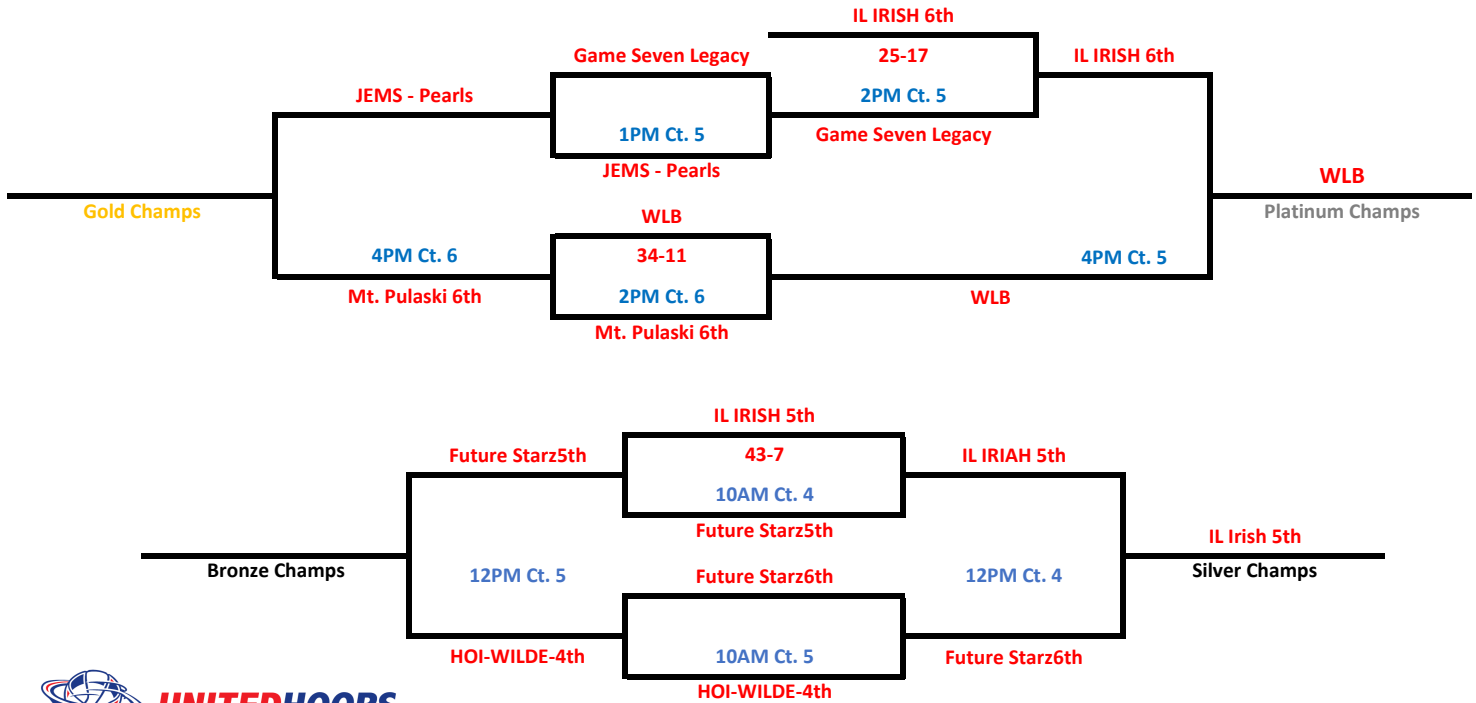 IL IRISH 6th
Game Seven Legacy
25-17
IL IRISH 6th
JEMS - Pearls
2PM Ct. 5
1PM Ct. 5
Game Seven Legacy
JEMS - Pearls
WLB
Gold Champs
WLB
Platinum Champs
4PM Ct. 6
34-11
4PM Ct. 5
Mt. Pulaski 6th
2PM Ct. 6
WLB
Mt. Pulaski 6th
IL IRISH 5th
Future Starz5th
43-7
IL IRIAH 5th
10AM Ct. 4
Future Starz5th
IL Irish 5th
Bronze Champs
12PM Ct. 5
Future Starz6th
12PM Ct. 4
Silver Champs
HOI-WILDE-4th
10AM Ct. 5
Future Starz6th
HOI-WILDE-4th
UNITEDHOOPS